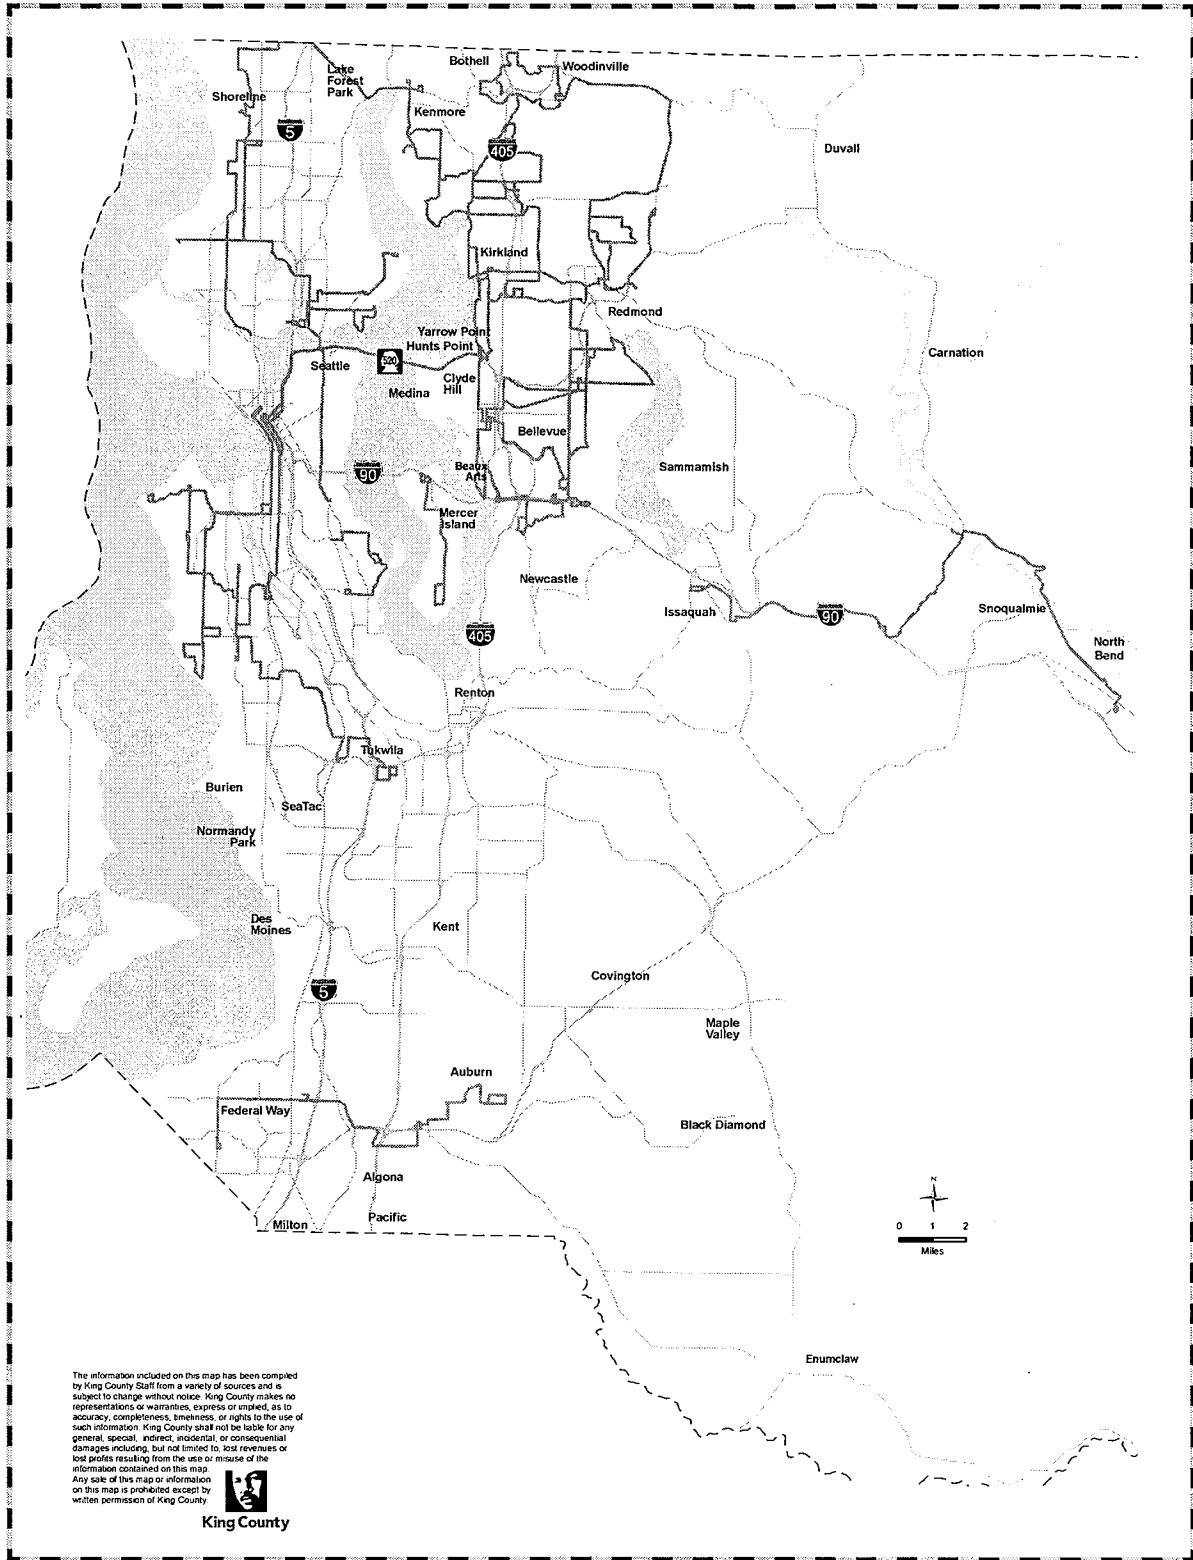 Bothell
Woodinville
Lake
Forest
Park
Shoreline
Kenmore
5
405
Duvall
Kirkland
Redmond
Yarrow Point
Hunts Point
Carnation
Seattle
520
Clyde
Hill
Medina
Bellevue
Beaux
Arts
90
Sammamish
Mercer
Island
Newcastle
Issaquah
90
Snoqualmie
405
North
Bend
Renton
Tukwila
Burien
SeaTac
Normandy
Park
Des
Moines
Kent
Covington
5
Maple
Valley
Auburn
Federal Way
Black Diamond
Algona
Pacific
Milton
N
0 1 2
Miles
Enumclaw
The information included on this map has been compiled
by King County Staff from a variety of sources and is
subject to change without notice. King County makes no
representations or warranties, express or implied, as to
accuracy, completeness, timeliness, or rights to the use of
such information. King County shall not be liable for any
general, special, indirect, incidental, or consequential
damages including, but not limited to, lost revenues or
lost profits resulting from the use or misuse of the
information contained on this map.
Any sale of this map or information
on this map is prohibited except by
written permission of King County.
King County